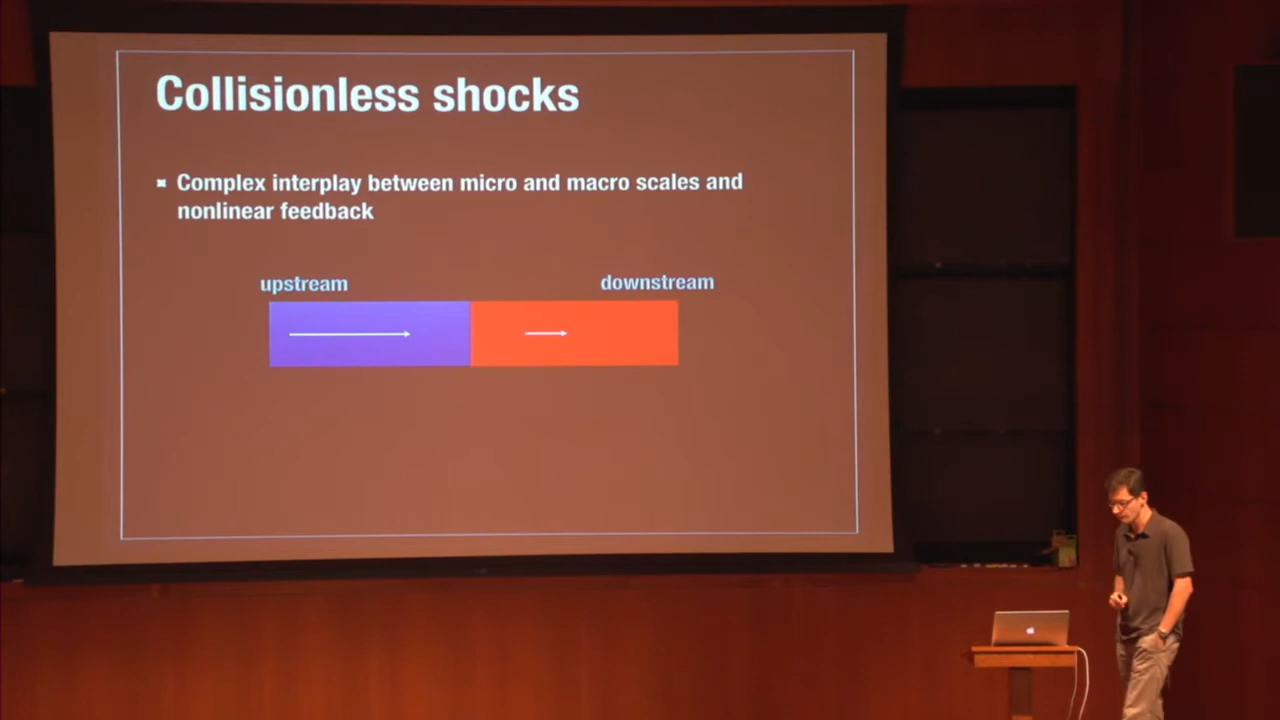 Collisionless shocks
Complex interplay between micro and macro scales and
nonlinear feedback
upstream
downstream